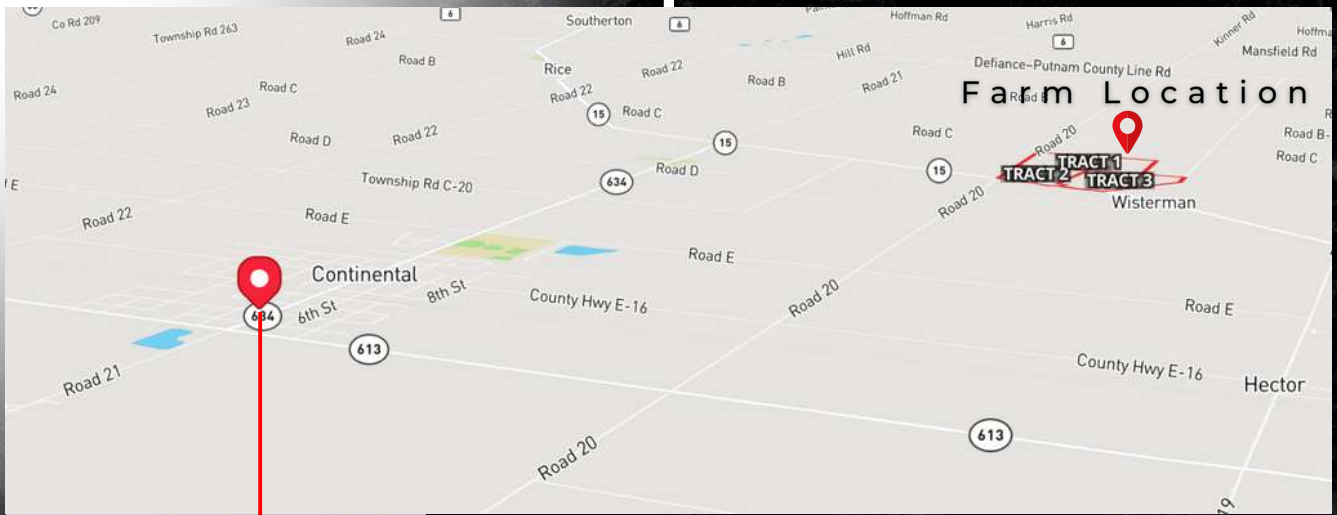 6
Southerton
6
Hoffman Rd
Harris Rd
Kinner Rd
Co Rd 209
Township Rd 263
Road 24
Hill Rd
6
Mansfield Rd
Road B
Rice
Road 22
Road B
Road 21
Defiance-Putnam County Line Rd
Farm Location
Road 24
Road C
Road 23
Road 22
15
Road C
Road C
Road 20
Road B-
Road C
Road D
Road 22
15
15
TRACT 1
TRACT 2
TRACT 3
Township Rd C-20
634
Road D
Road 20
Wisterman
Road 22
Road E
Road E
Continental
8th St
6th St
634
County Hwy E-16
Road 20
Road E
613
Road 21
County Hwy E-16
Hector
613
Road 20